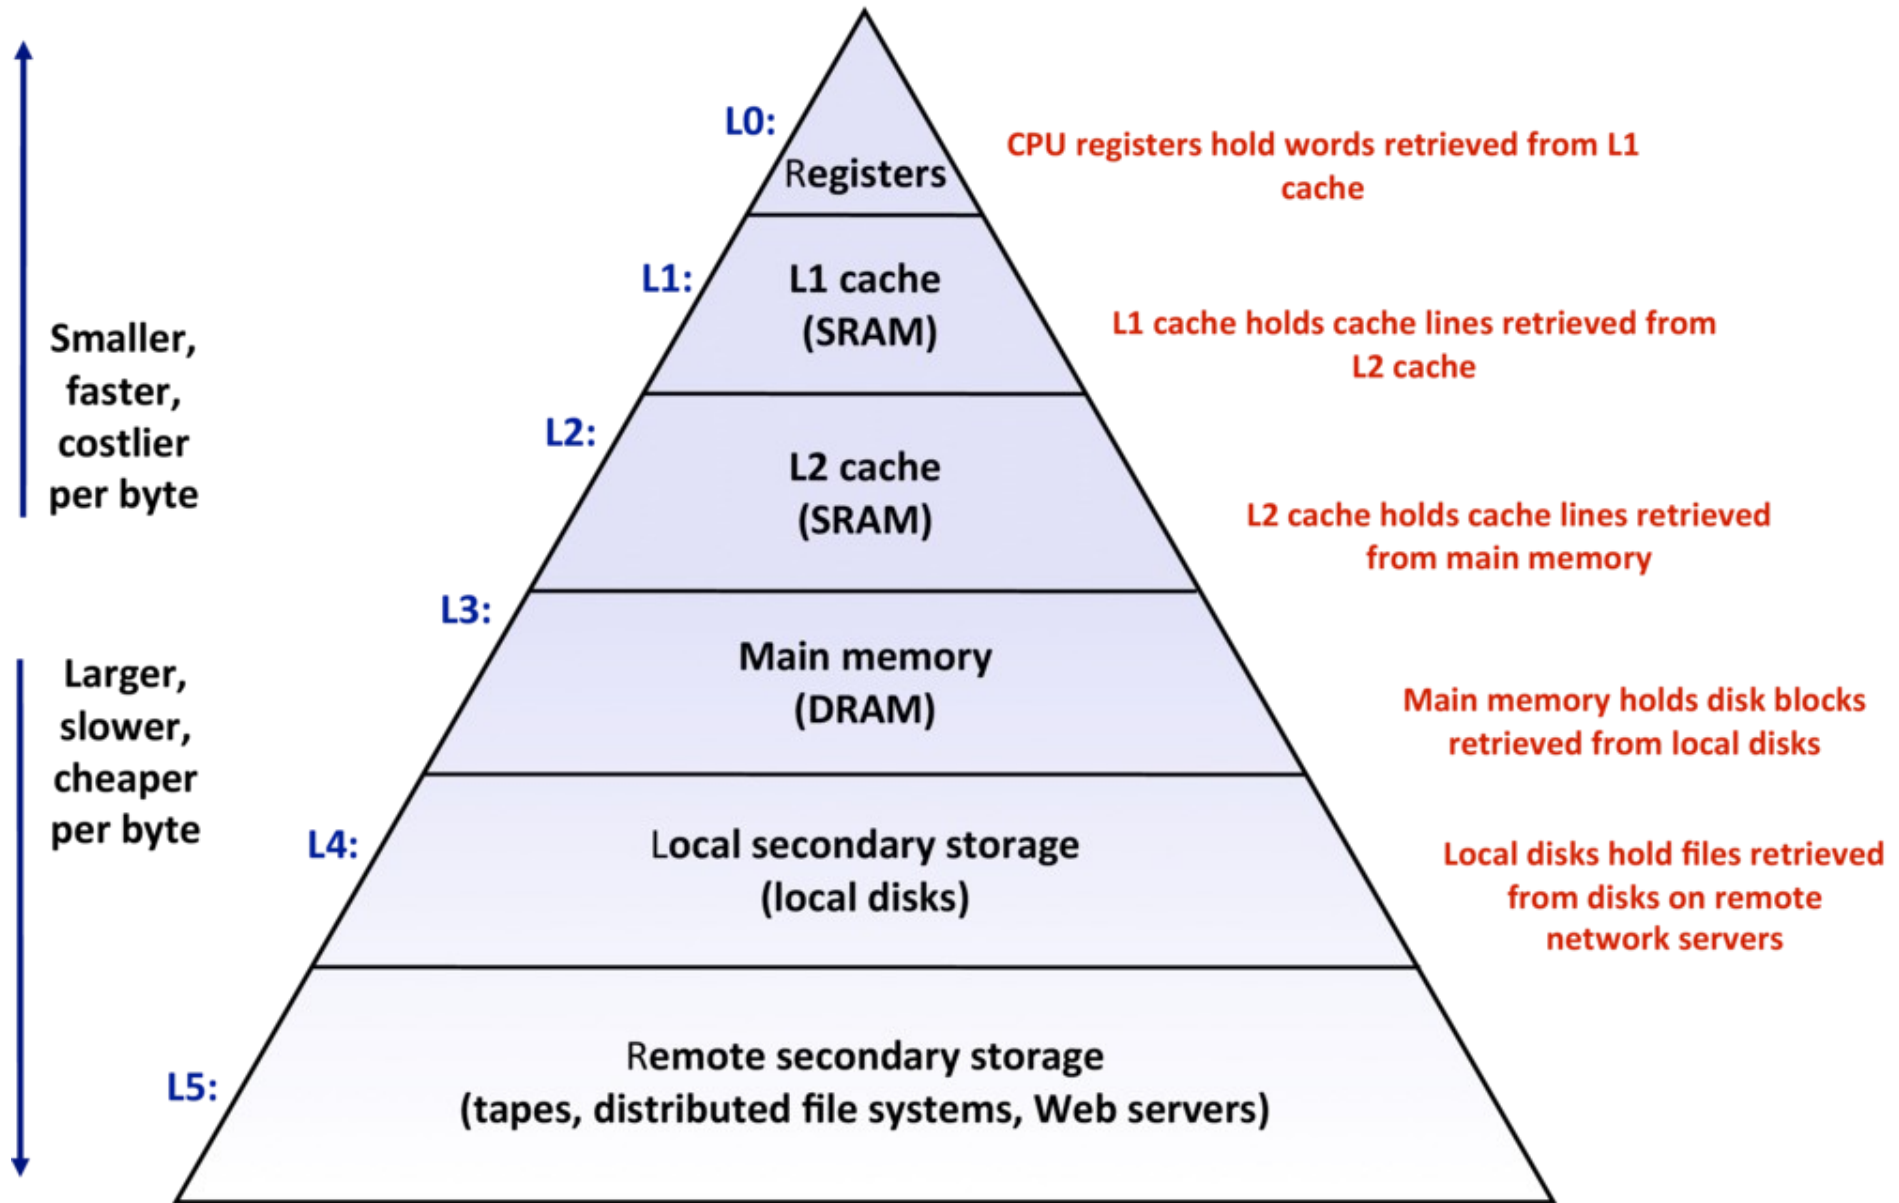 L0:
Registers
CPU registers hold words retrieved from L1
cache
L1:
L1 cache
(SRAM)
L1 cache holds cache lines retrieved from
L2 cache
Smaller,
faster,
costlier
per byte
L2:
L2 cache
(SRAM)
L2 cache holds cache lines retrieved
from main memory
L3:
Main memory
(DRAM)
Main memory holds disk blocks
retrieved from local disks
Larger,
slower,
cheaper
per byte
L4:
Local secondary storage
(local disks)
Local disks hold files retrieved
from disks on remote
network servers
L5:
Remote secondary storage
(tapes, distributed file systems, Web servers)